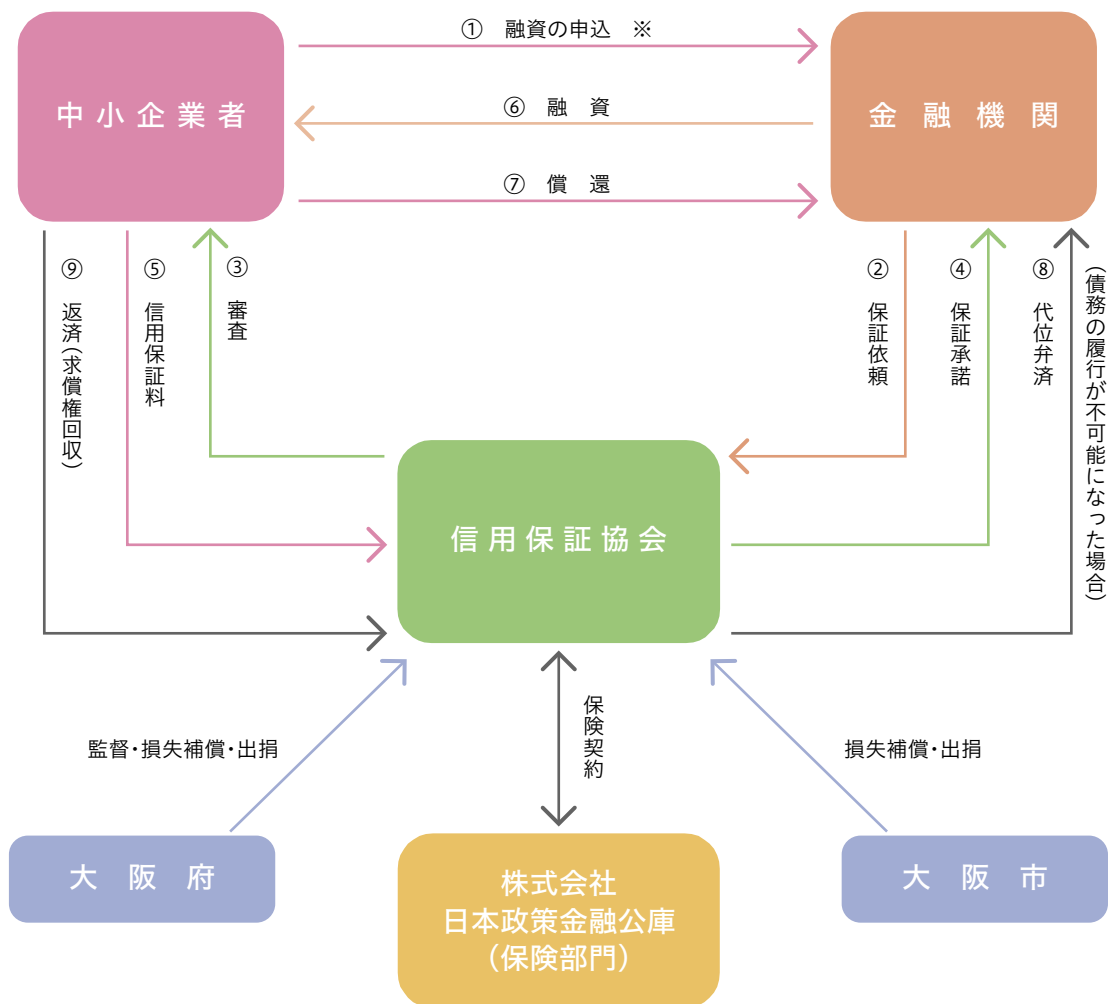 ① 融資の申込 ※
中小企業者
金融機関
⑥ 融資
⑦ 償還
⑨ 返済(求償権回収)
⑤ 信用保証料
③ 審査
② 保証依頼
④ 保証承諾
⑧ 代位弁済
(債務の履行が不可能になった場合)
信用保証協会
監督・損失補償・出捐
保険契約
損失補償・出捐
大阪府
株式会社
日本政策金融公庫
(保険部門)
大阪市